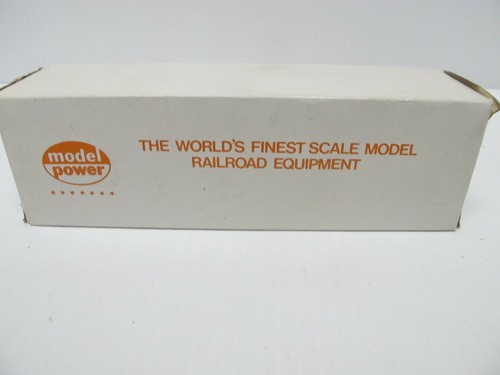 model
power
THE WORLD'S FINEST SCALE MODEL
RAILROAD EQUIPMENT